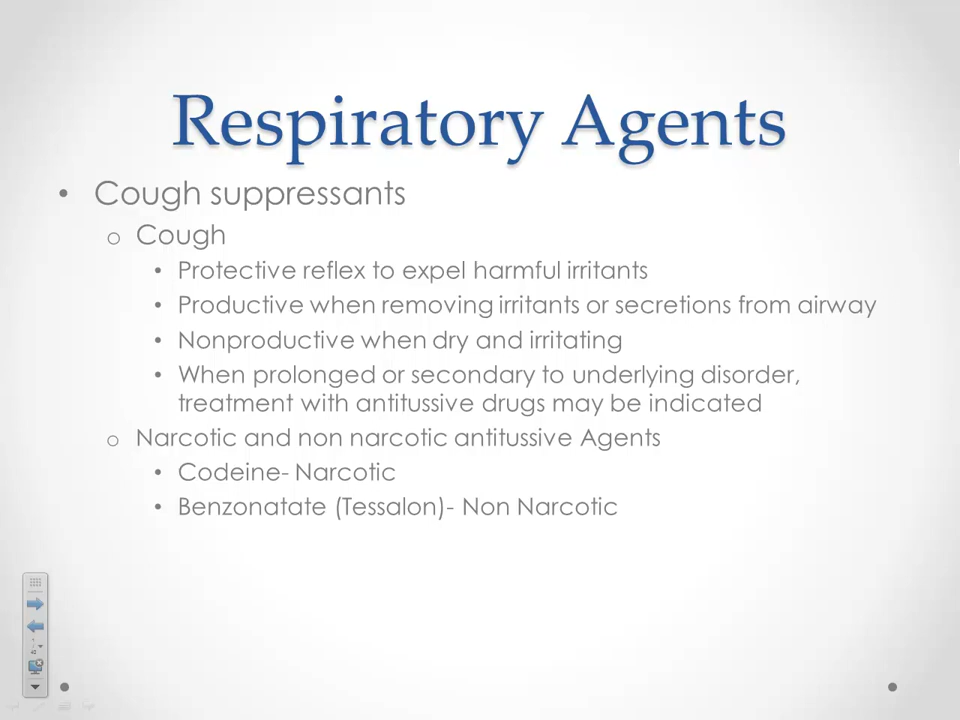 Respiratory Agents
• Cough suppressants
o Cough
• Protective reflex to expel harmful irritants
• Productive when removing irritants or secretions from airway
• Nonproductive when dry and irritating
• When prolonged or secondary to underlying disorder,
treatment with antitussive drugs may be indicated
o Narcotic and non narcotic antitussive Agents
• Codeine- Narcotic
• Benzonatate (Tessalon)- Non Narcotic